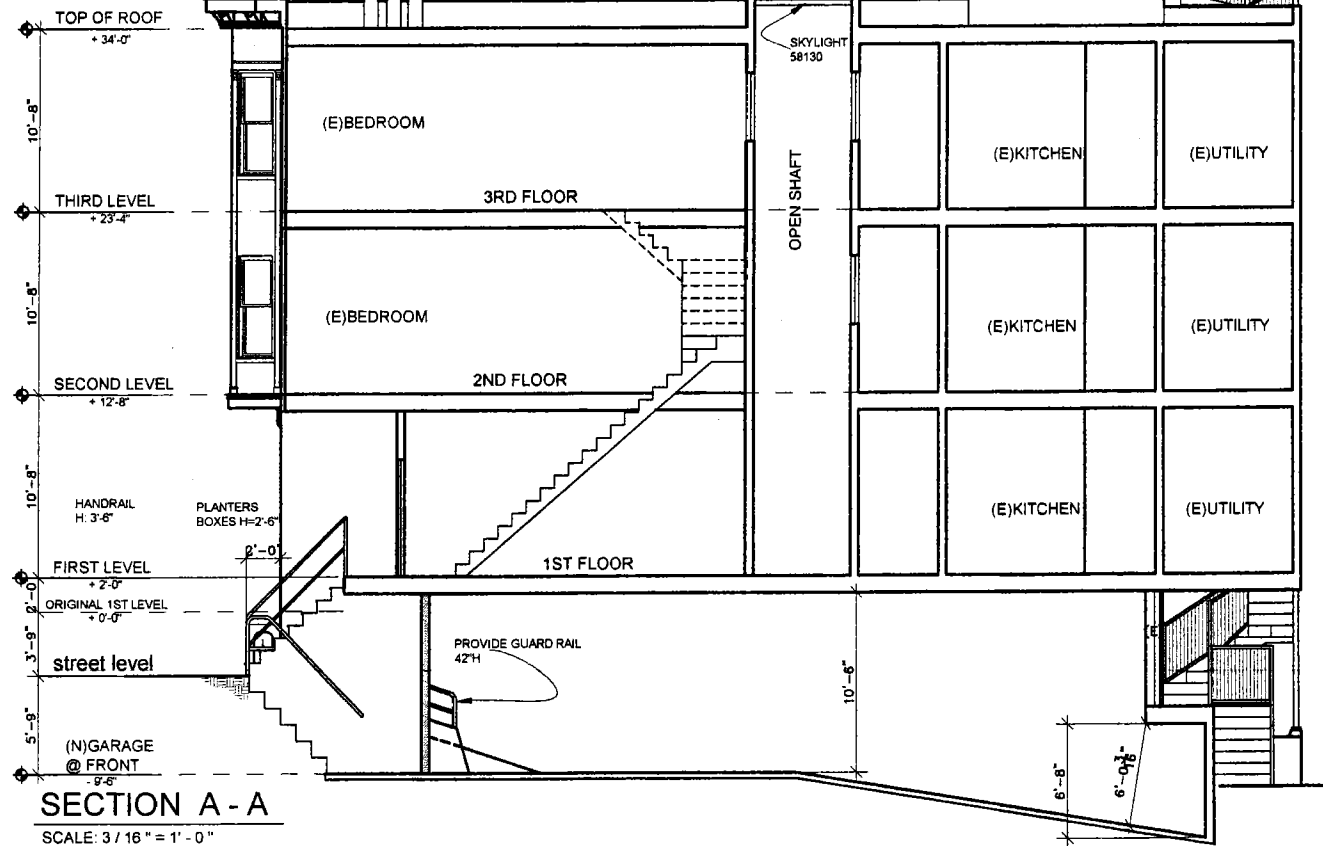 TOP OF ROOF
+ 34'-0"
SKYLIGHT
58130
10'-8"
(E)BEDROOM
(E)KITCHEN
(E)UTILITY
OPEN SHAFT
THIRD LEVEL
+ 23'-4"
3RD FLOOR
10'-8"
(E)BEDROOM
(E)KITCHEN
(E)UTILITY
SECOND LEVEL
+ 12'-8"
2ND FLOOR
10'-8"
HANDRAIL
H: 3'-6"
PLANTERS
BOXES H=2'-6"
(E)KITCHEN
(E)UTILITY
2'-0"
FIRST LEVEL
+ 2'-0"
1ST FLOOR
2'-0"
ORIGINAL 1ST LEVEL
+ 0'-0"
3'-9"
street level
PROVIDE GUARD RAIL
42"H
10'-6"
5'-9"
(N)GARAGE
@ FRONT
- 9'-6"
6'-8"
6'-0 3/16"
SECTION A - A
SCALE: 3 / 16 " = 1' - 0 "